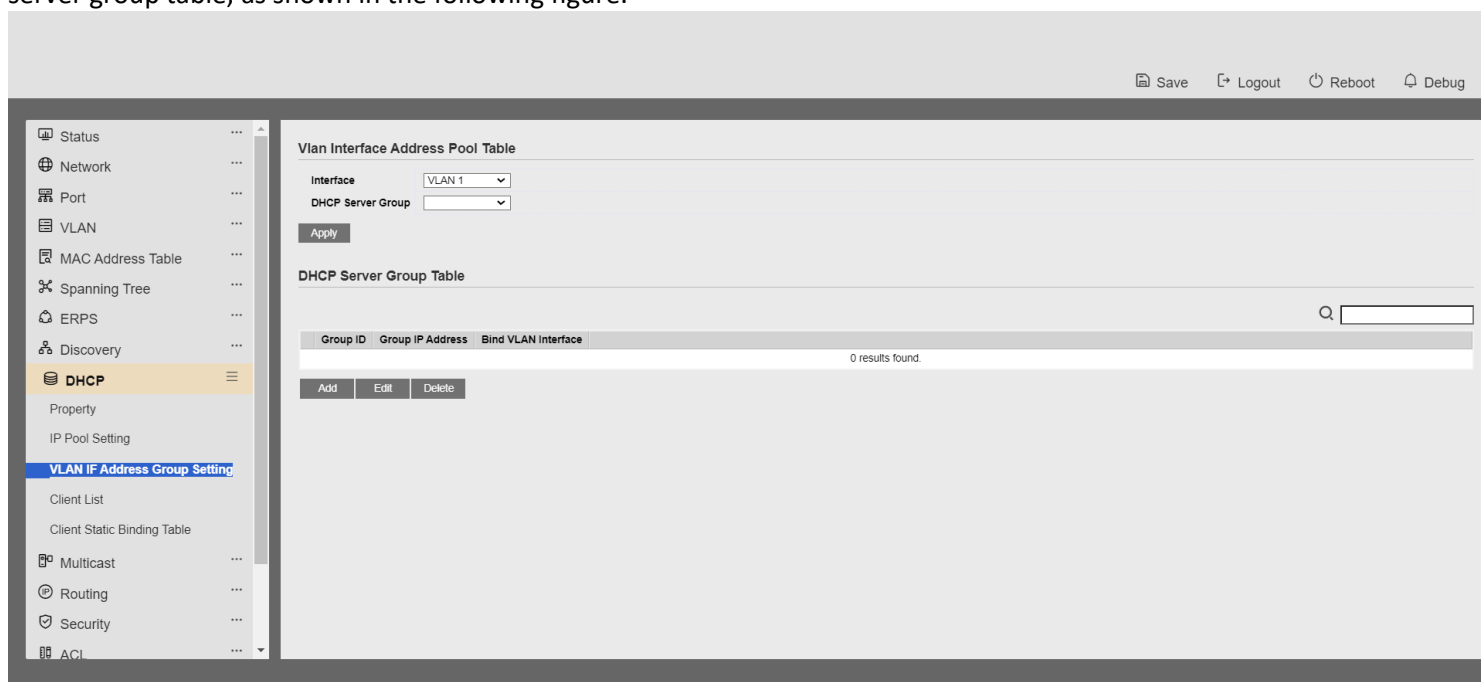 server group table, as shown in the following figure.
Save Logout Reboot Debug
Status
Network
Port
VLAN
MAC Address Table
Spanning Tree
ERPS
Discovery
DHCP
Property
IP Pool Setting
VLAN IF Address Group Setting
Client List
Client Static Binding Table
Multicast
IP Routing
Security
ACL
Vlan Interface Address Pool Table
Interface VLAN 1
DHCP Server Group
Apply
DHCP Server Group Table
Group ID Group IP Address Bind VLAN Interface
0 results found.
Add Edit Delete